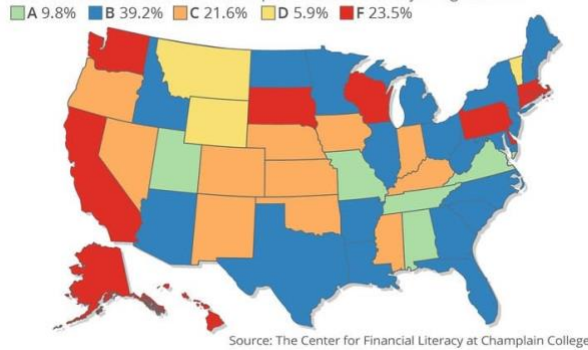 A 9.8% B 39.2% C 21.6% D 5.9% F 23.5%
Source: The Center for Financial Literacy at Champlain College